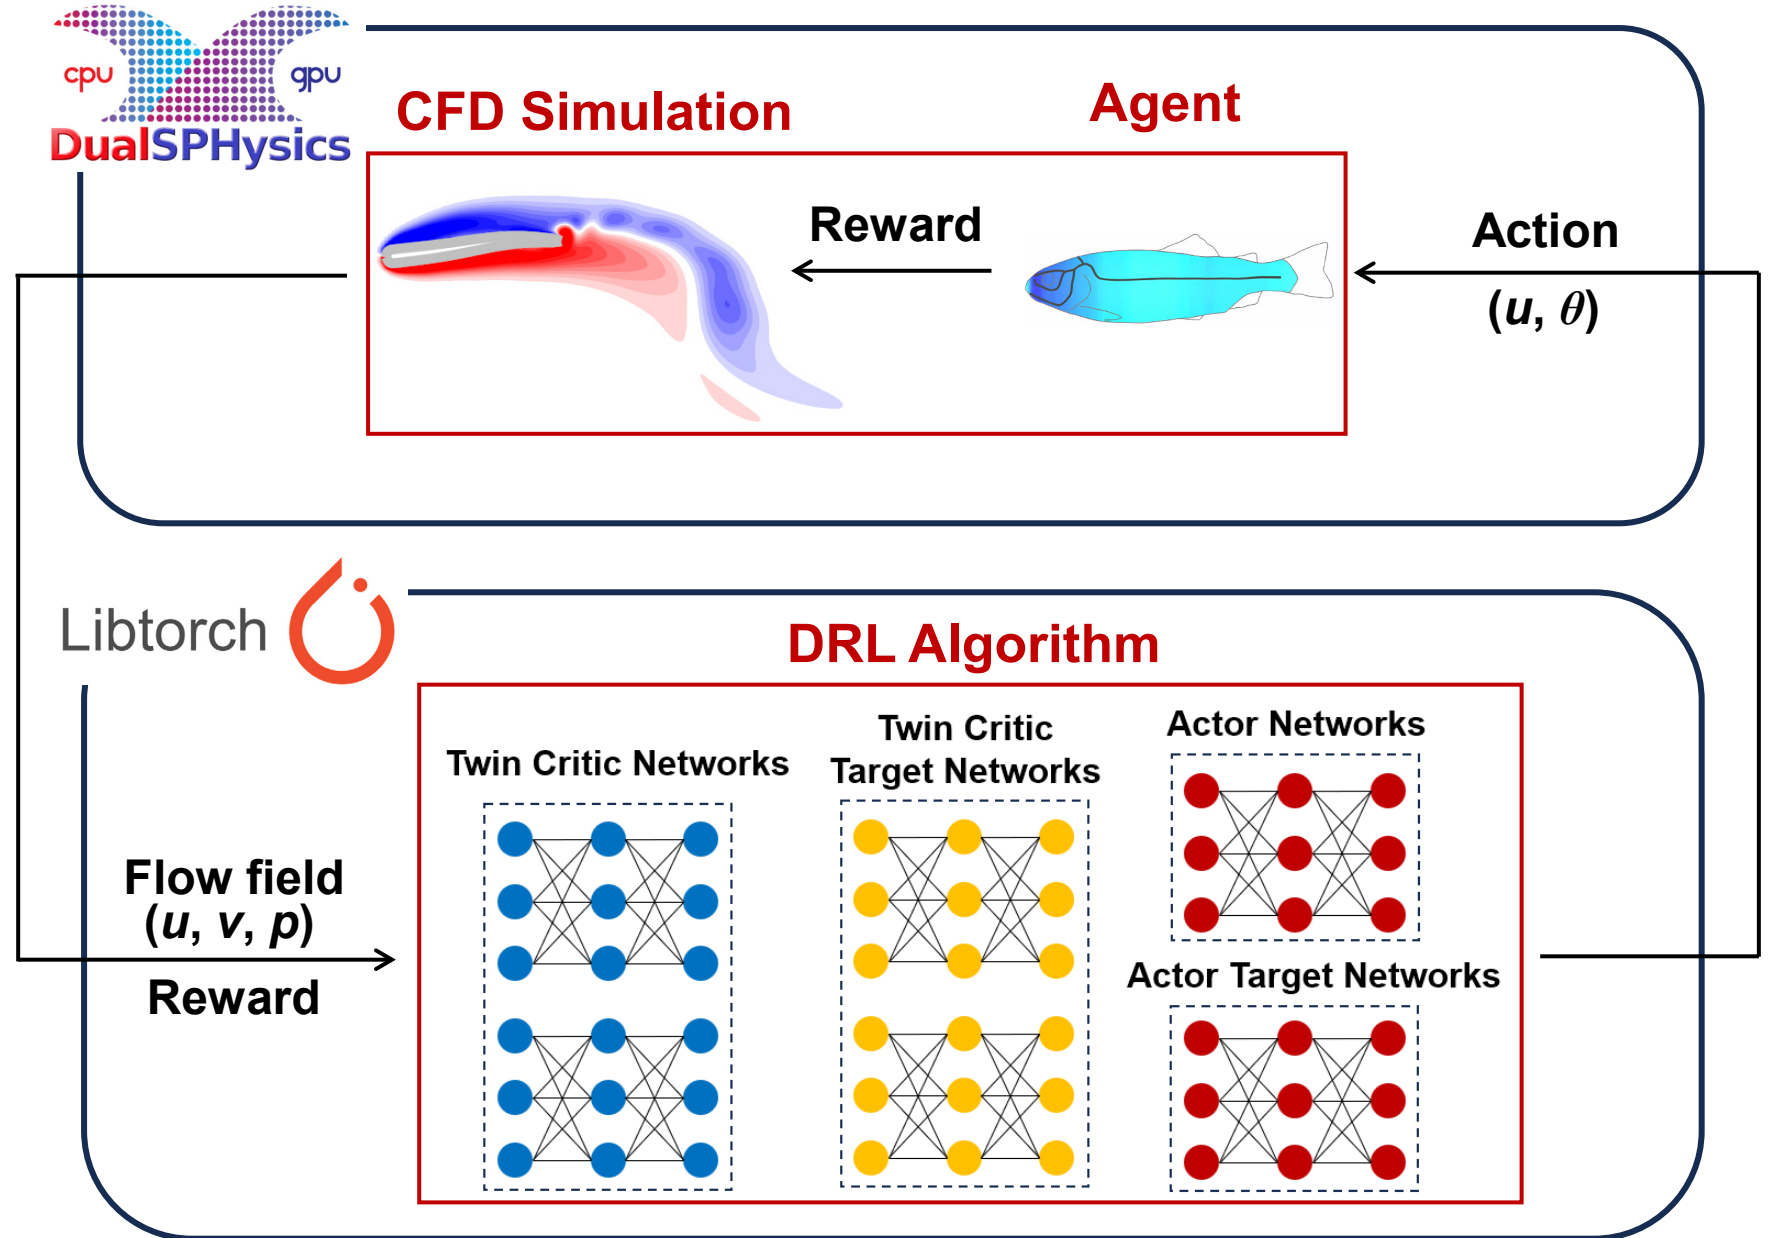 cpu
gpu
DualSPHysics
CFD Simulation
Agent
Reward
Action
(u, θ)
Libtorch
DRL Algorithm
Twin Critic Networks
Twin Critic
Target Networks
Actor Networks
Actor Target Networks
Flow field
(u, v, p)
Reward